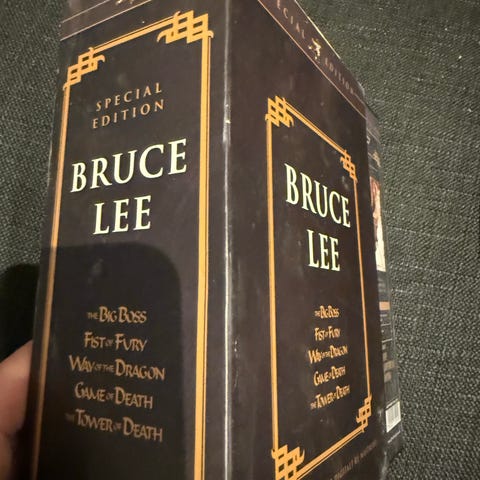 SPECIAL
EDITION
BRUCE
LEE
THE BIG BOSS
FIST OF FURY
WAY OF THE DRAGON
GAME OF DEATH
THE TOWER OF DEATH
SPECIAL EDITION
BRUCE
LEE
THE BIG BOSS
FIST OF FURY
WAY OF THE DRAGON
GAME OF DEATH
THE TOWER OF DEATH